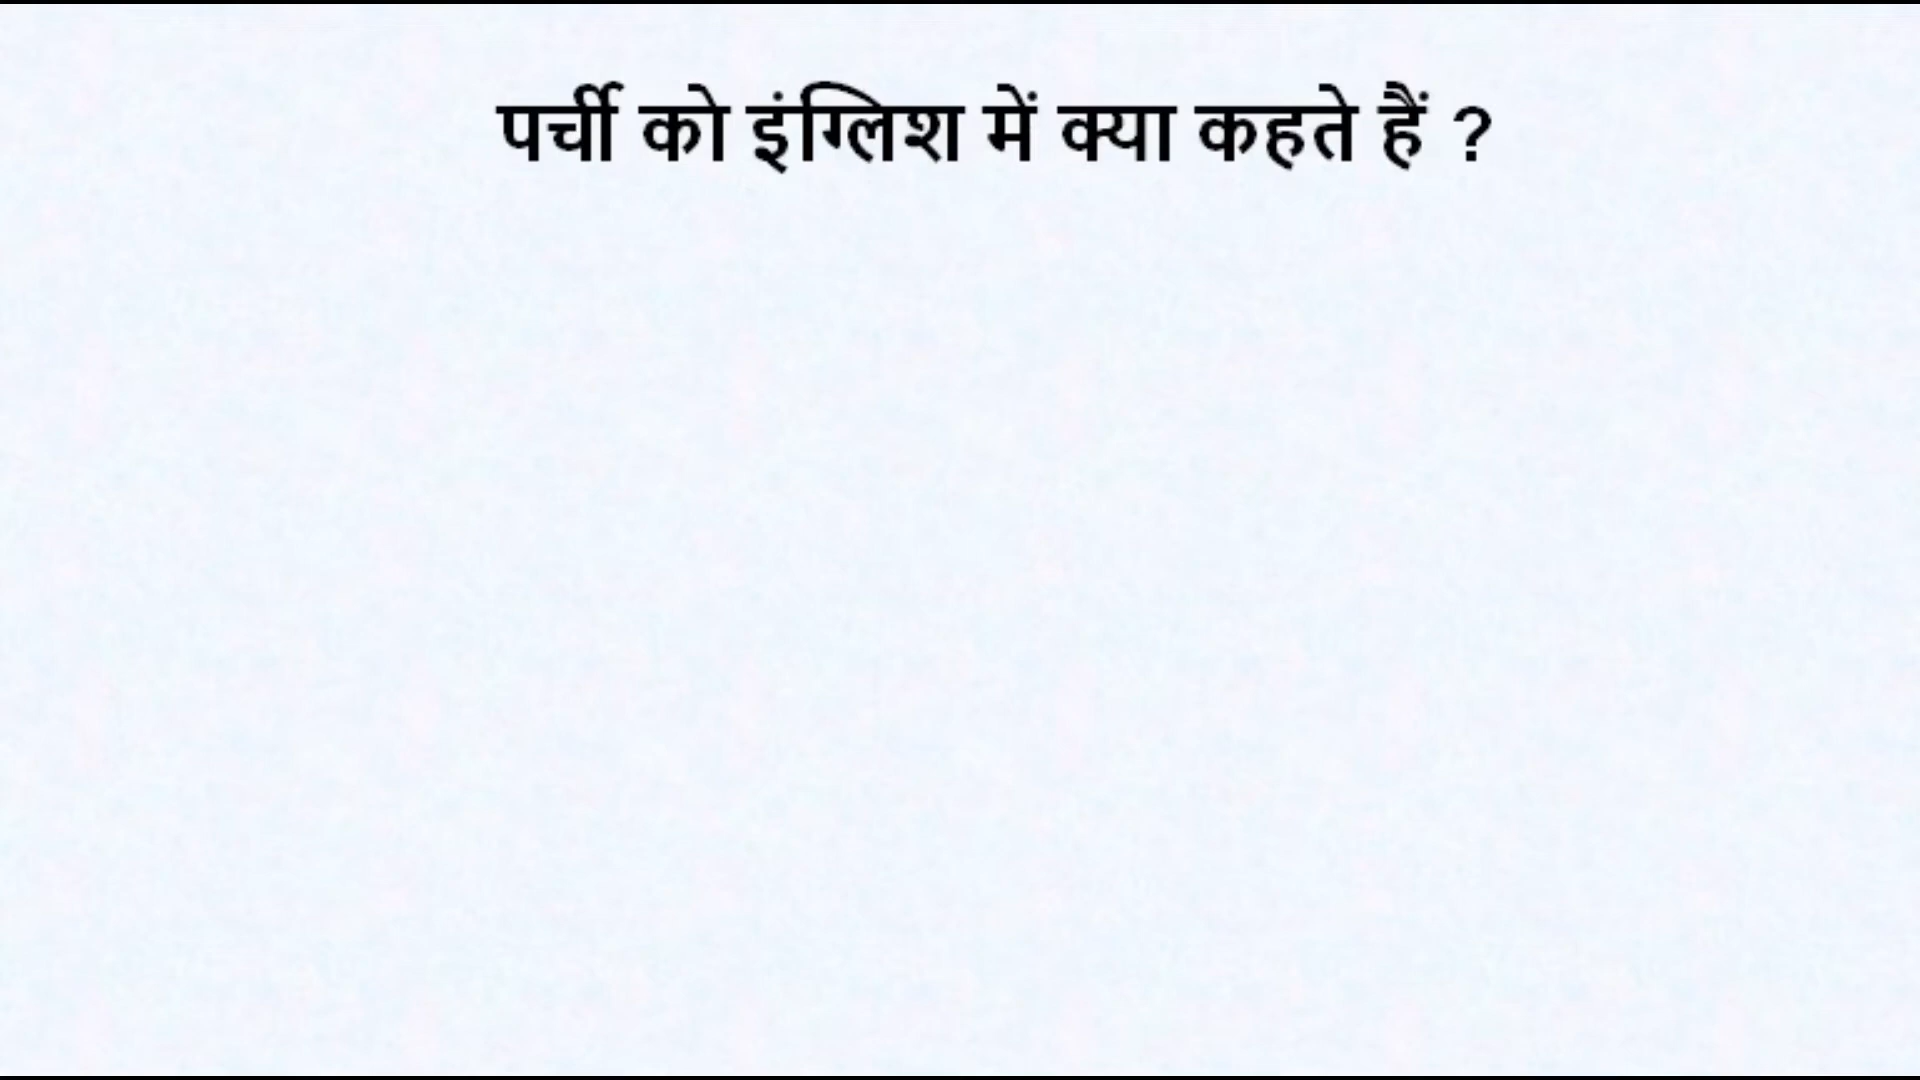 पर्ची को इंग्लिश में क्या कहते हैं ?